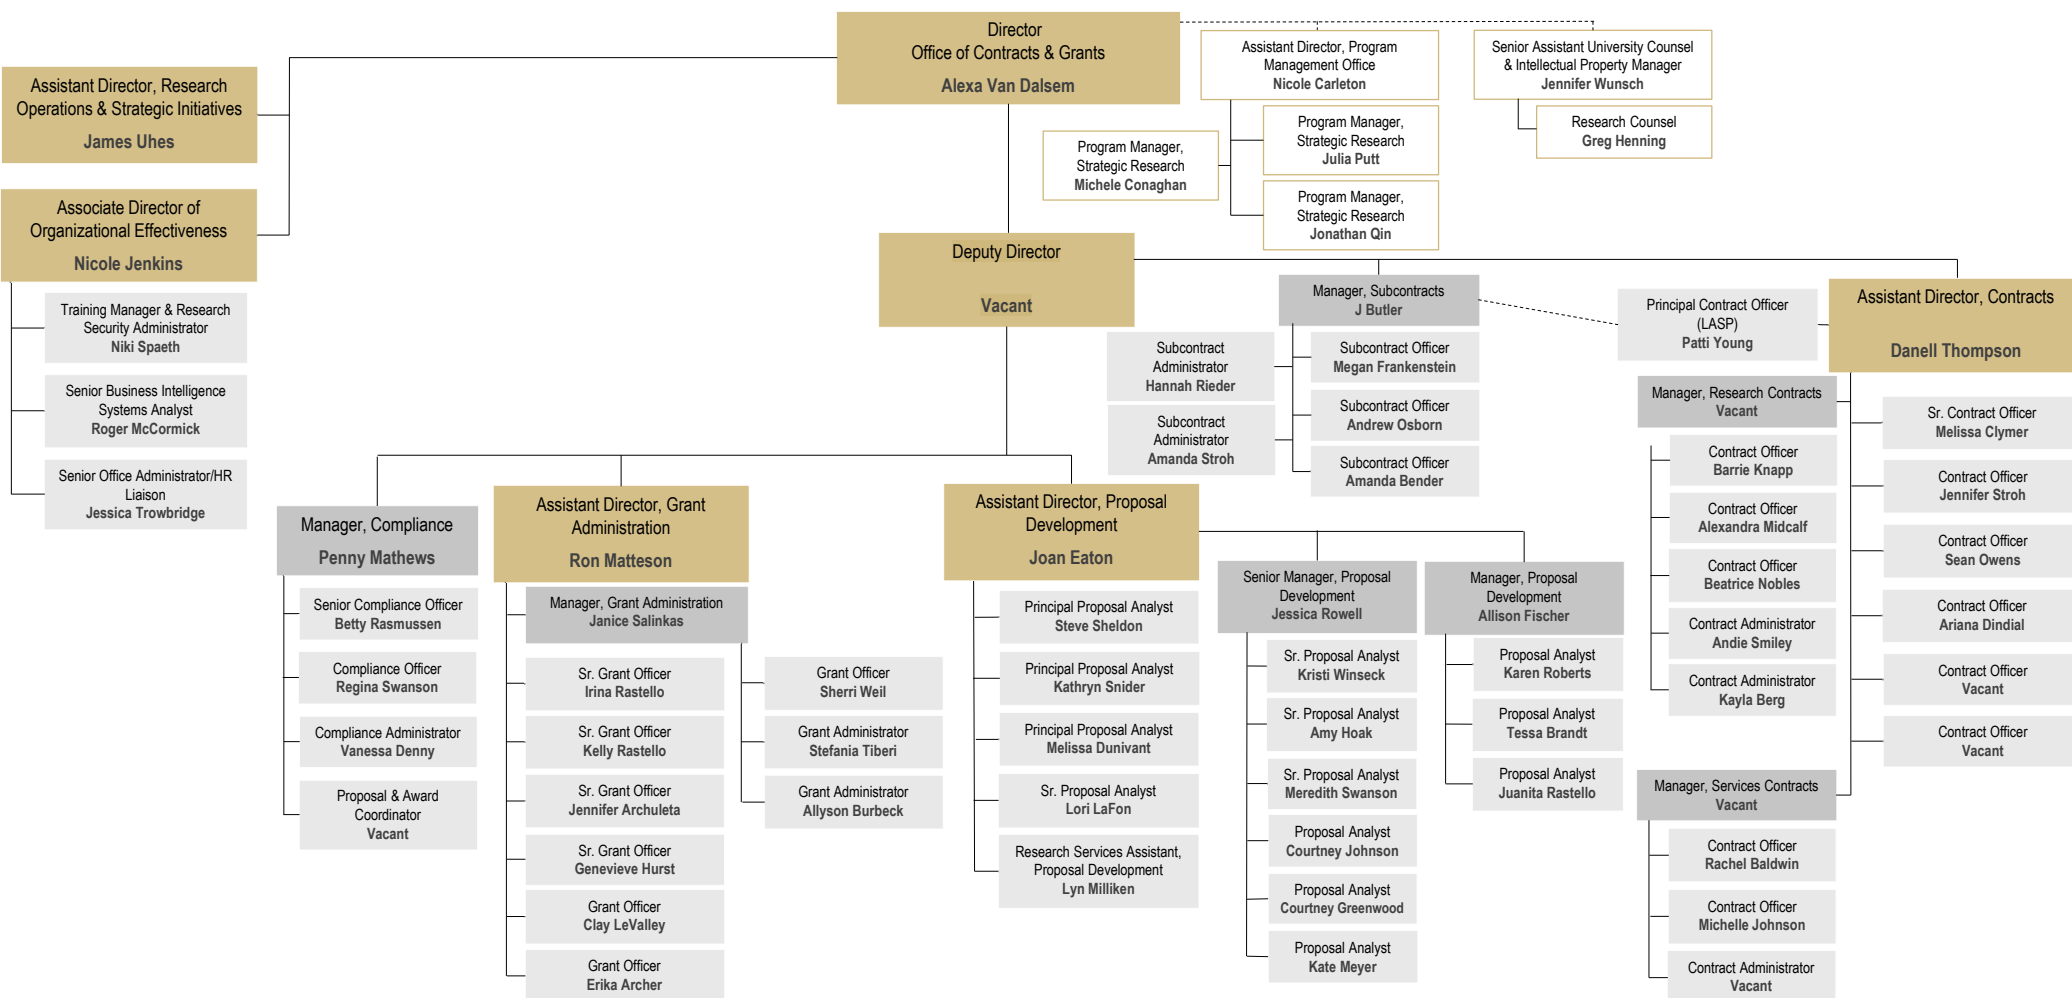 Director
Office of Contracts & Grants
Alexa Van Dalsem
Assistant Director, Program
Management Office
Nicole Carleton
Senior Assistant University Counsel
& Intellectual Property Manager
Jennifer Wunsch
Assistant Director, Research
Operations & Strategic Initiatives
James Uhes
Program Manager,
Strategic Research
Michele Conaghan
Program Manager,
Strategic Research
Julia Putt
Program Manager,
Strategic Research
Jonathan Qin
Research Counsel
Greg Henning
Associate Director of
Organizational Effectiveness
Nicole Jenkins
Training Manager & Research
Security Administrator
Niki Spaeth
Senior Business Intelligence
Systems Analyst
Roger McCormick
Senior Office Administrator/HR
Liaison
Jessica Trowbridge
Deputy Director
Vacant
Manager, Subcontracts
J Butler
Subcontract
Administrator
Hannah Rieder
Subcontract
Administrator
Amanda Stroh
Subcontract Officer
Megan Frankenstein
Subcontract Officer
Andrew Osborn
Subcontract Officer
Amanda Bender
Principal Contract Officer
(LASP)
Patti Young
Assistant Director, Contracts
Danell Thompson
Manager, Research Contracts
Vacant
Contract Officer
Barrie Knapp
Contract Officer
Alexandra Midcalf
Contract Officer
Beatrice Nobles
Contract Administrator
Andie Smiley
Contract Administrator
Kayla Berg
Sr. Contract Officer
Melissa Clymer
Contract Officer
Jennifer Stroh
Contract Officer
Sean Owens
Contract Officer
Ariana Dindial
Contract Officer
Vacant
Contract Officer
Vacant
Manager, Services Contracts
Vacant
Contract Officer
Rachel Baldwin
Contract Officer
Michelle Johnson
Contract Administrator
Vacant
Manager, Compliance
Penny Mathews
Senior Compliance Officer
Betty Rasmussen
Compliance Officer
Regina Swanson
Compliance Administrator
Vanessa Denny
Proposal & Award
Coordinator
Vacant
Assistant Director, Grant
Administration
Ron Matteson
Manager, Grant Administration
Janice Salinkas
Sr. Grant Officer
Irina Rastello
Sr. Grant Officer
Kelly Rastello
Sr. Grant Officer
Jennifer Archuleta
Sr. Grant Officer
Genevieve Hurst
Grant Officer
Clay LeValley
Grant Officer
Erika Archer
Grant Officer
Sherri Weil
Grant Administrator
Stefania Tiberi
Grant Administrator
Allyson Burbeck
Assistant Director, Proposal
Development
Joan Eaton
Principal Proposal Analyst
Steve Sheldon
Principal Proposal Analyst
Kathryn Snider
Principal Proposal Analyst
Melissa Dunivant
Sr. Proposal Analyst
Lori LaFon
Research Services Assistant,
Proposal Development
Lyn Milliken
Senior Manager, Proposal
Development
Jessica Rowell
Sr. Proposal Analyst
Kristi Winseck
Sr. Proposal Analyst
Amy Hoak
Sr. Proposal Analyst
Meredith Swanson
Proposal Analyst
Courtney Johnson
Proposal Analyst
Courtney Greenwood
Proposal Analyst
Kate Meyer
Manager, Proposal
Development
Allison Fischer
Proposal Analyst
Karen Roberts
Proposal Analyst
Tessa Brandt
Proposal Analyst
Juanita Rastello